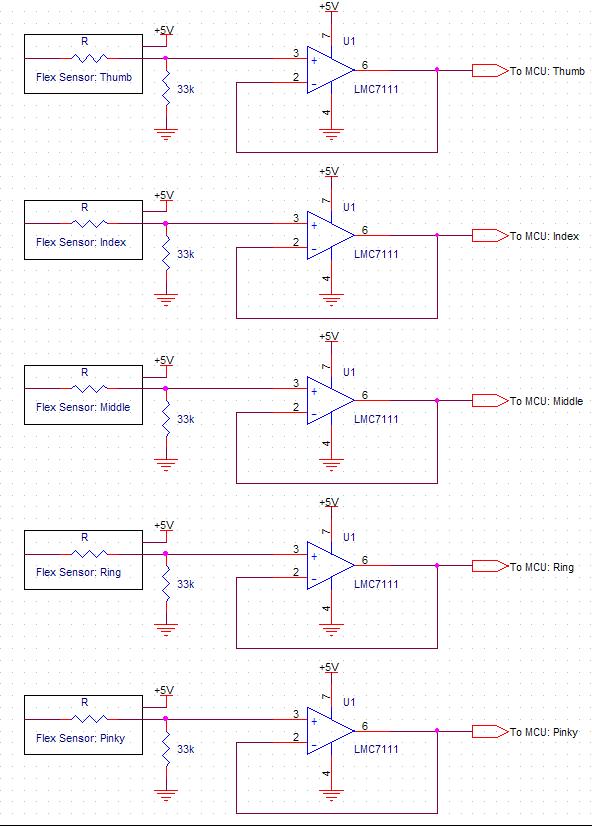 +5V
+5V
R
7
U1
3
+
6
To MCU: Thumb
Flex Sensor: Thumb
33k
2
-
LMC7111
4
+5V
+5V
R
7
U1
3
+
6
To MCU: Index
Flex Sensor: Index
33k
2
-
LMC7111
4
+5V
+5V
R
7
U1
3
+
6
To MCU: Middle
Flex Sensor: Middle
33k
2
-
LMC7111
4
+5V
+5V
R
7
U1
3
+
6
To MCU: Ring
Flex Sensor: Ring
33k
2
-
LMC7111
4
+5V
+5V
R
7
U1
3
+
6
To MCU: Pinky
Flex Sensor: Pinky
33k
2
-
LMC7111
4